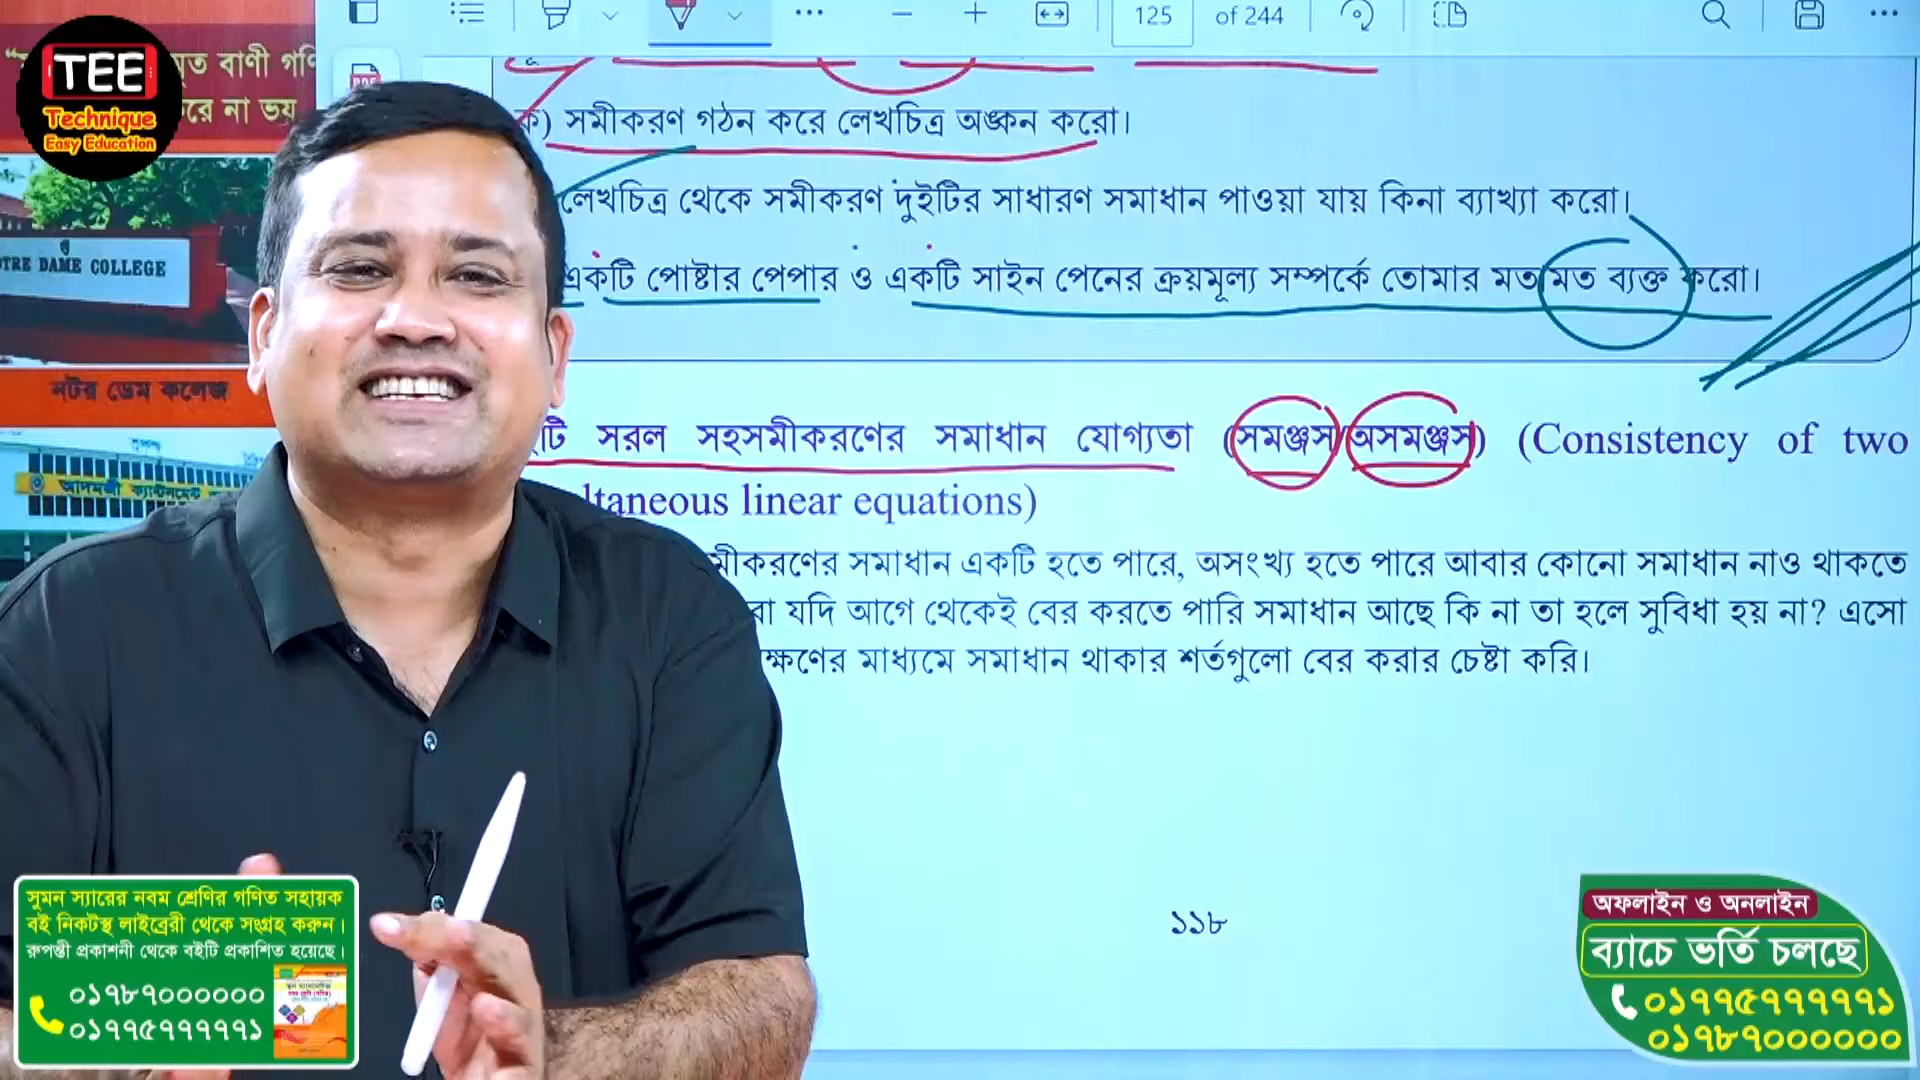 125 of 244
TEE
Technique
Easy Education
বাণী গণি
রে না ভয়
ক) সমীকরণ গঠন করে লেখচিত্র অঙ্কন করো।
লেখচিত্র থেকে সমীকরণ দুইটির সাধারণ সমাধান পাওয়া যায় কিনা ব্যাখ্যা করো।
একটি পোষ্টার পেপার ও একটি সাইন পেনের ক্রয়মূল্য সম্পর্কে তোমার মত মত ব্যক্ত করো।
TRE DAME COLLEGE
নটর ডেম কলেজ
টি সরল সহসমীকরণের সমাধান যোগ্যতা (সমঞ্জস/অসমঞ্জস) (Consistency of two
ltaneous linear equations)
মীকরণের সমাধান একটি হতে পারে, অসংখ্য হতে পারে আবার কোনো সমাধান নাও থাকতে
রা যদি আগে থেকেই বের করতে পারি সমাধান আছে কি না তা হলে সুবিধা হয় না? এসো
ক্ষণের মাধ্যমে সমাধান থাকার শর্তগুলো বের করার চেষ্টা করি।
১১৮
সুমন স্যারের নবম শ্রেণির গণিত সহায়ক
বই নিকটস্থ লাইব্রেরী থেকে সংগ্রহ করুন।
রুপন্তী প্রকাশনী থেকে বইটি প্রকাশিত হয়েছে।
০১৭৮৭০০০০০০
০১৭৭৫৭৭৭৭৭১
অফলাইন ও অনলাইন
ব্যাচে ভর্তি চলছে
০১৭৭৫৭৭৭৭৭১
০১৭৮৭০০০০০০